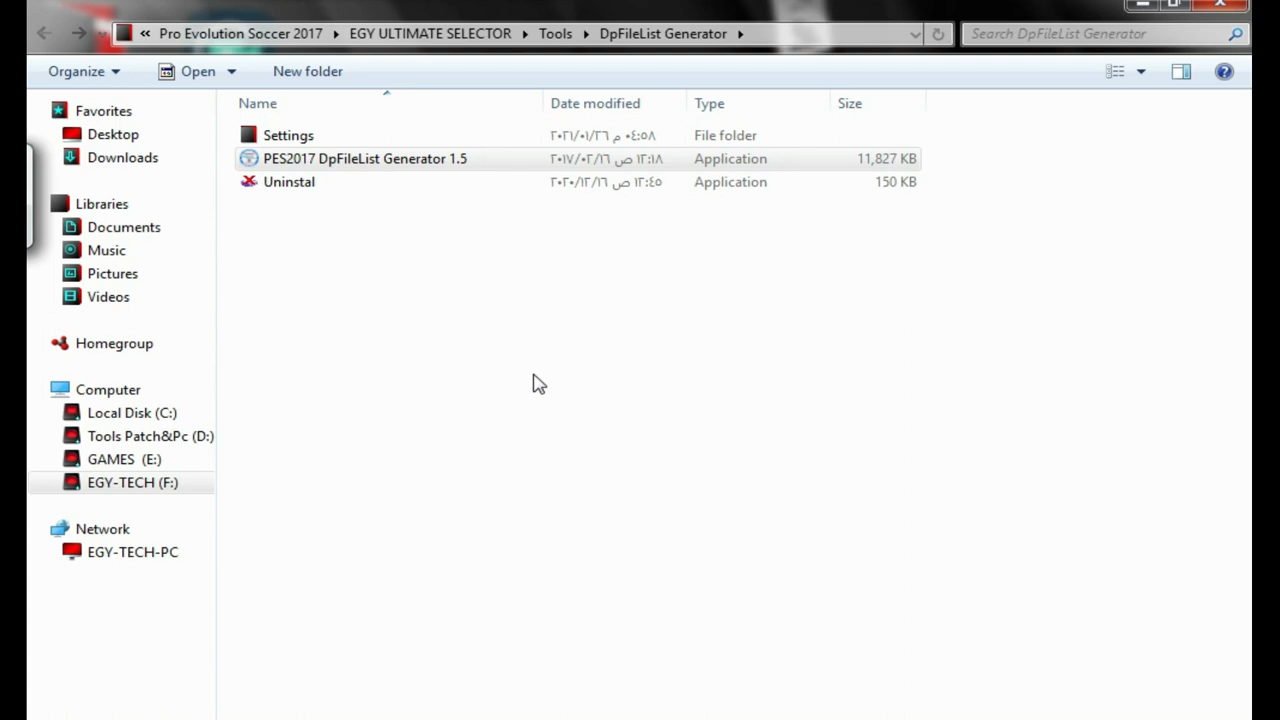 « Pro Evolution Soccer 2017 EGY ULTIMATE SELECTOR Tools DpFileList Generator
Search DpFileList Generator
Organize Open New folder
Name Date modified Type Size
Settings ٢٠٢١/٠١/٢٦ ٠٤:٥٨ م File folder
PES2017 DpFileList Generator 1.5 ٢٠١٧/٠٢/١٦ ١٢:١٨ ص Application 11,827 KB
Uninstal ٢٠٢٠/١٢/١٦ ١٢:٤٥ ص Application 150 KB
Favorites
Desktop
Downloads
Libraries
Documents
Music
Pictures
Videos
Homegroup
Computer
Local Disk (C:)
Tools Patch&Pc (D:)
GAMES (E:)
EGY-TECH (F:)
Network
EGY-TECH-PC